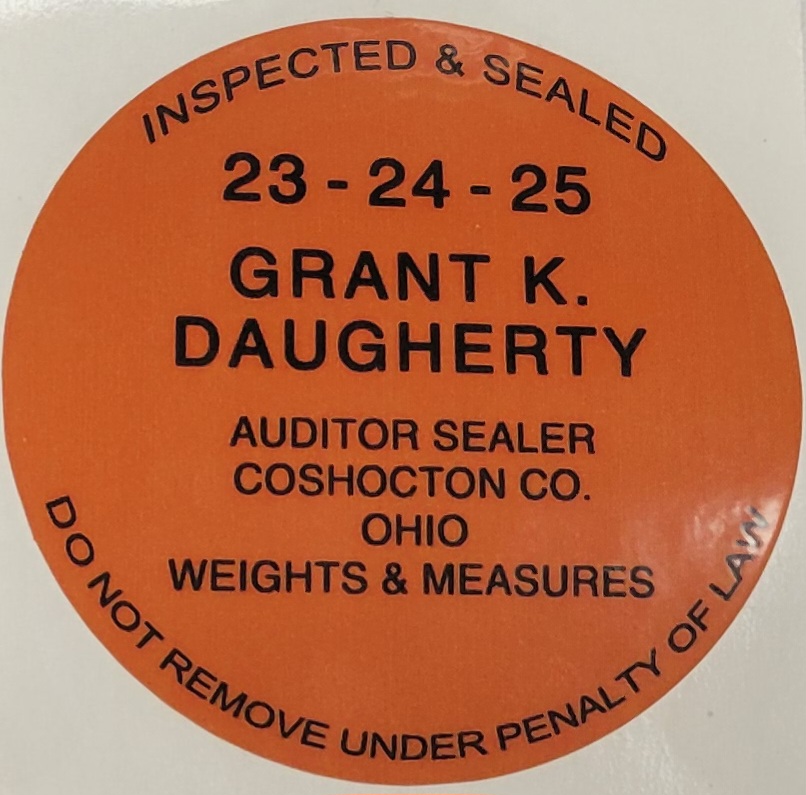 INSPECTED & SEALED
23 - 24 - 25
GRANT K.
DAUGHERTY
AUDITOR SEALER
COSHOCTON CO.
OHIO
WEIGHTS & MEASURES
DO NOT REMOVE UNDER PENALTY OF LAW